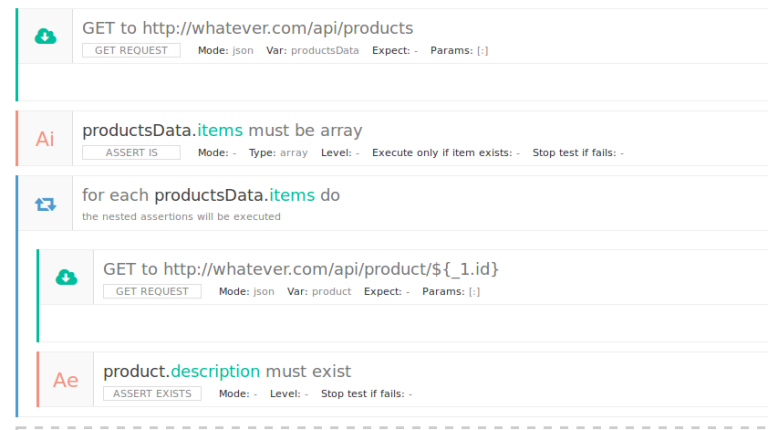 GET to http://whatever.com/api/products
GET REQUEST Mode: json Var: productsData Expect: - Params: [:]
Ai productsData.items must be array
ASSERT IS Mode: - Type: array Level: - Execute only if item exists: - Stop test if fails: -
for each productsData.items do
the nested assertions will be executed
GET to http://whatever.com/api/product/${_1.id}
GET REQUEST Mode: json Var: product Expect: - Params: [:]
Ae product.description must exist
ASSERT EXISTS Mode: - Level: - Stop test if fails: -